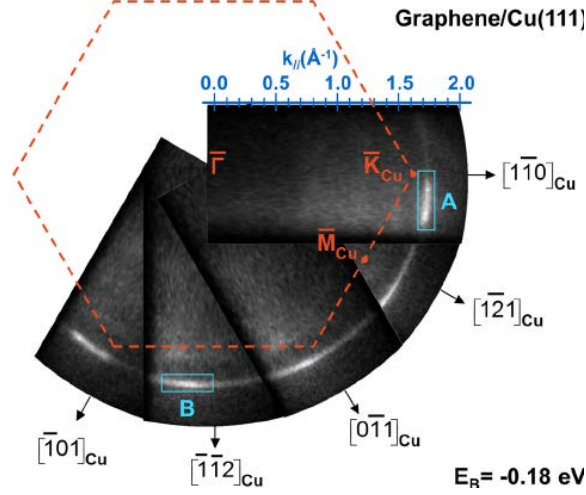 Graphene/Cu(111)
k//(Å⁻¹)
0.0 0.5 1.0 1.5 2.0
Γ̅
K̅Cu
[11̅0]Cu
A
M̅Cu
[12̅1]Cu
B
[01̅1]Cu
[1̅01]Cu
[1̅1̅2]Cu
EB= -0.18 eV